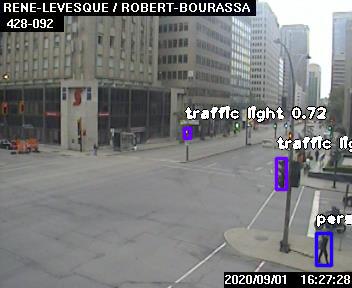 RENE-LEVESQUE / ROBERT-BOURASSA
428-092
traffic light 0.72
traffic lig
pers
2020/09/01 16:27:28